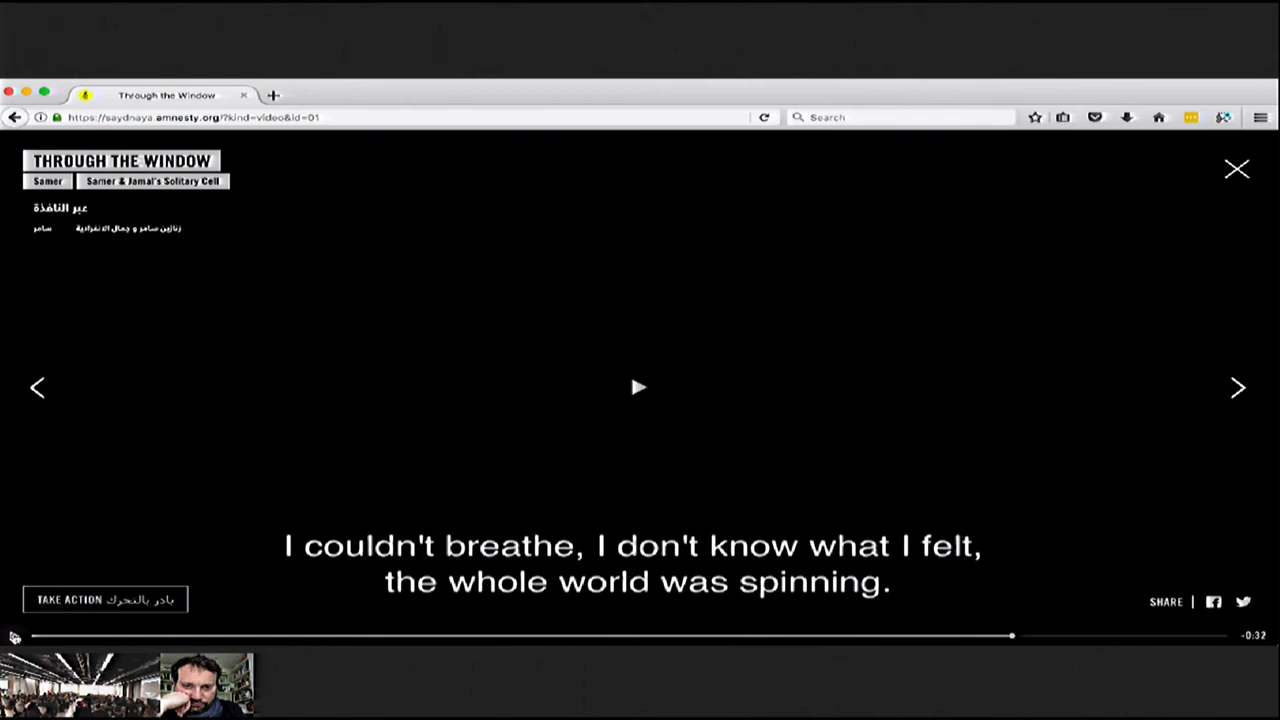 Through the Window
https://saydnaya.amnesty.org/?kind=video&id=01
Search
THROUGH THE WINDOW
Samer
Samer & Jamal's Solitary Cell
عبر النافذة
سامر
زنازين سامر و جمال الانفرادية
I couldn't breathe, I don't know what I felt,
the whole world was spinning.
TAKE ACTION بادر بالتحرك
SHARE
-0:32